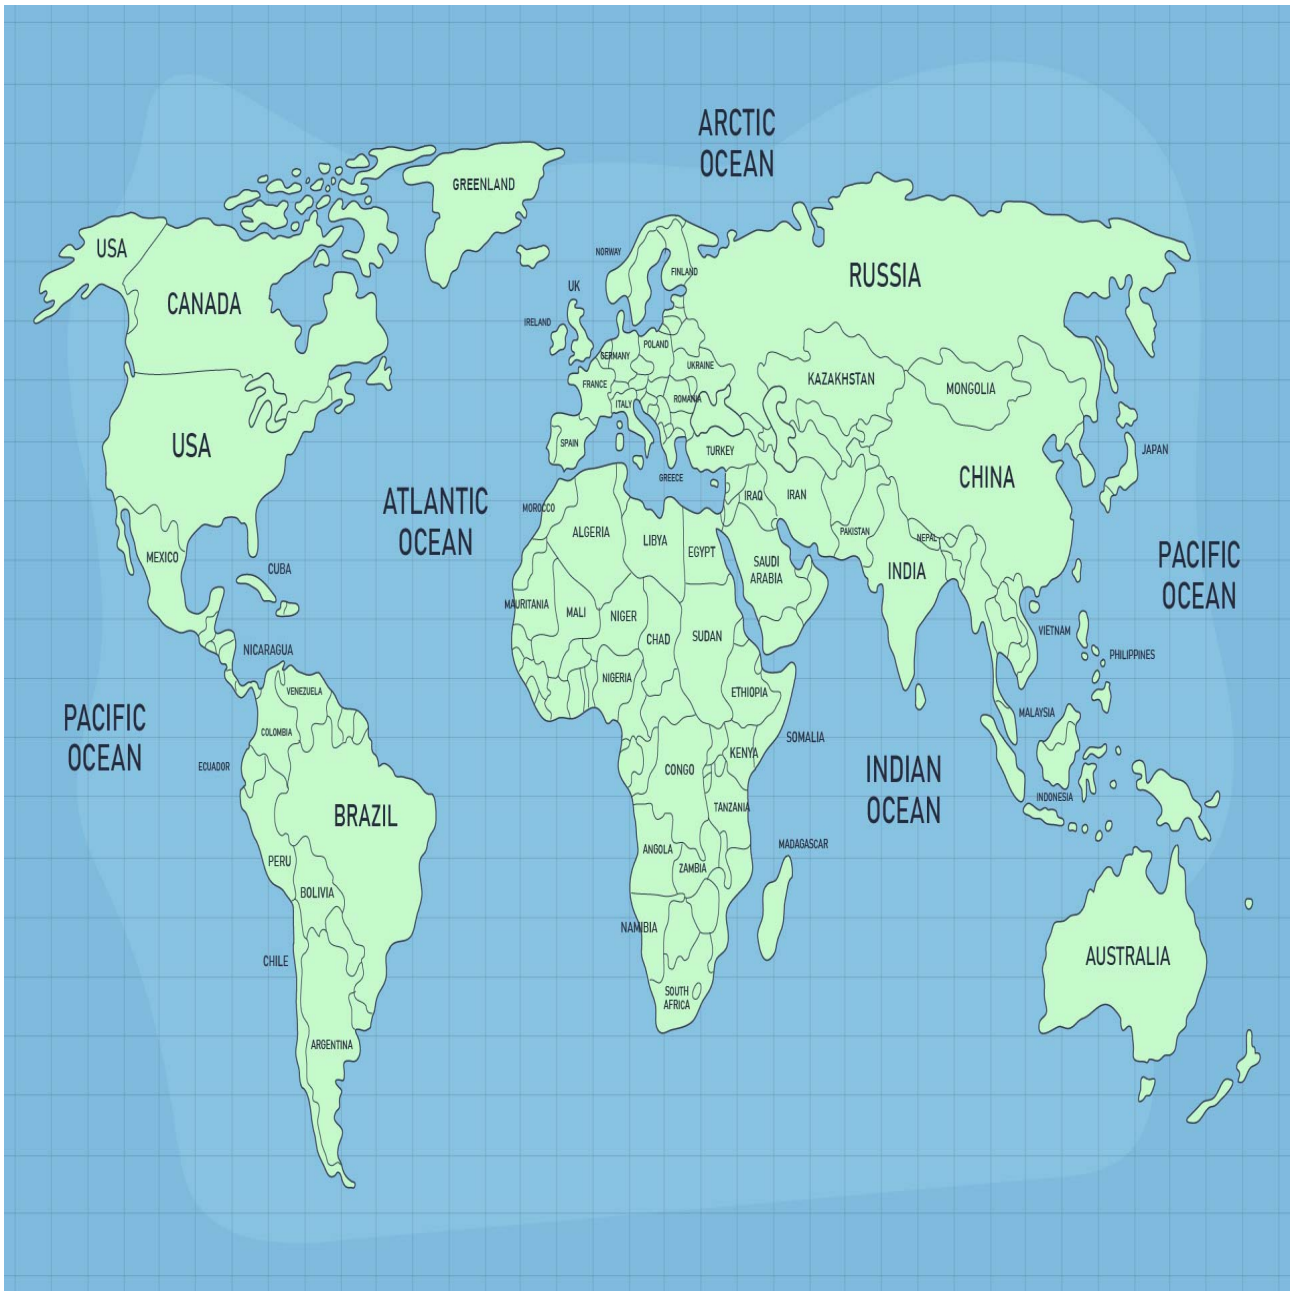 ARCTIC
OCEAN
GREENLAND
USA
NORWAY
FINLAND
RUSSIA
CANADA
UK
IRELAND
GERMANY
POLAND
UKRAINE
KAZAKHSTAN
MONGOLIA
FRANCE
ITALY
ROMANIA
USA
SPAIN
TURKEY
JAPAN
GREECE
CHINA
ATLANTIC
OCEAN
IRAQ
IRAN
MOROCCO
ALGERIA
LIBYA
EGYPT
PAKISTAN
NEPAL
MEXICO
CUBA
SAUDI
ARABIA
INDIA
PACIFIC
OCEAN
MAURITANIA
MALI
NIGER
CHAD
SUDAN
VIETNAM
PHILIPPINES
NICARAGUA
VENEZUELA
NIGERIA
ETHIOPIA
PACIFIC
OCEAN
COLOMBIA
MALAYSIA
SOMALIA
KENYA
ECUADOR
CONGO
INDIAN
OCEAN
INDONESIA
BRAZIL
TANZANIA
MADAGASCAR
PERU
ANGOLA
ZAMBIA
BOLIVIA
NAMIBIA
CHILE
AUSTRALIA
SOUTH
AFRICA
ARGENTINA